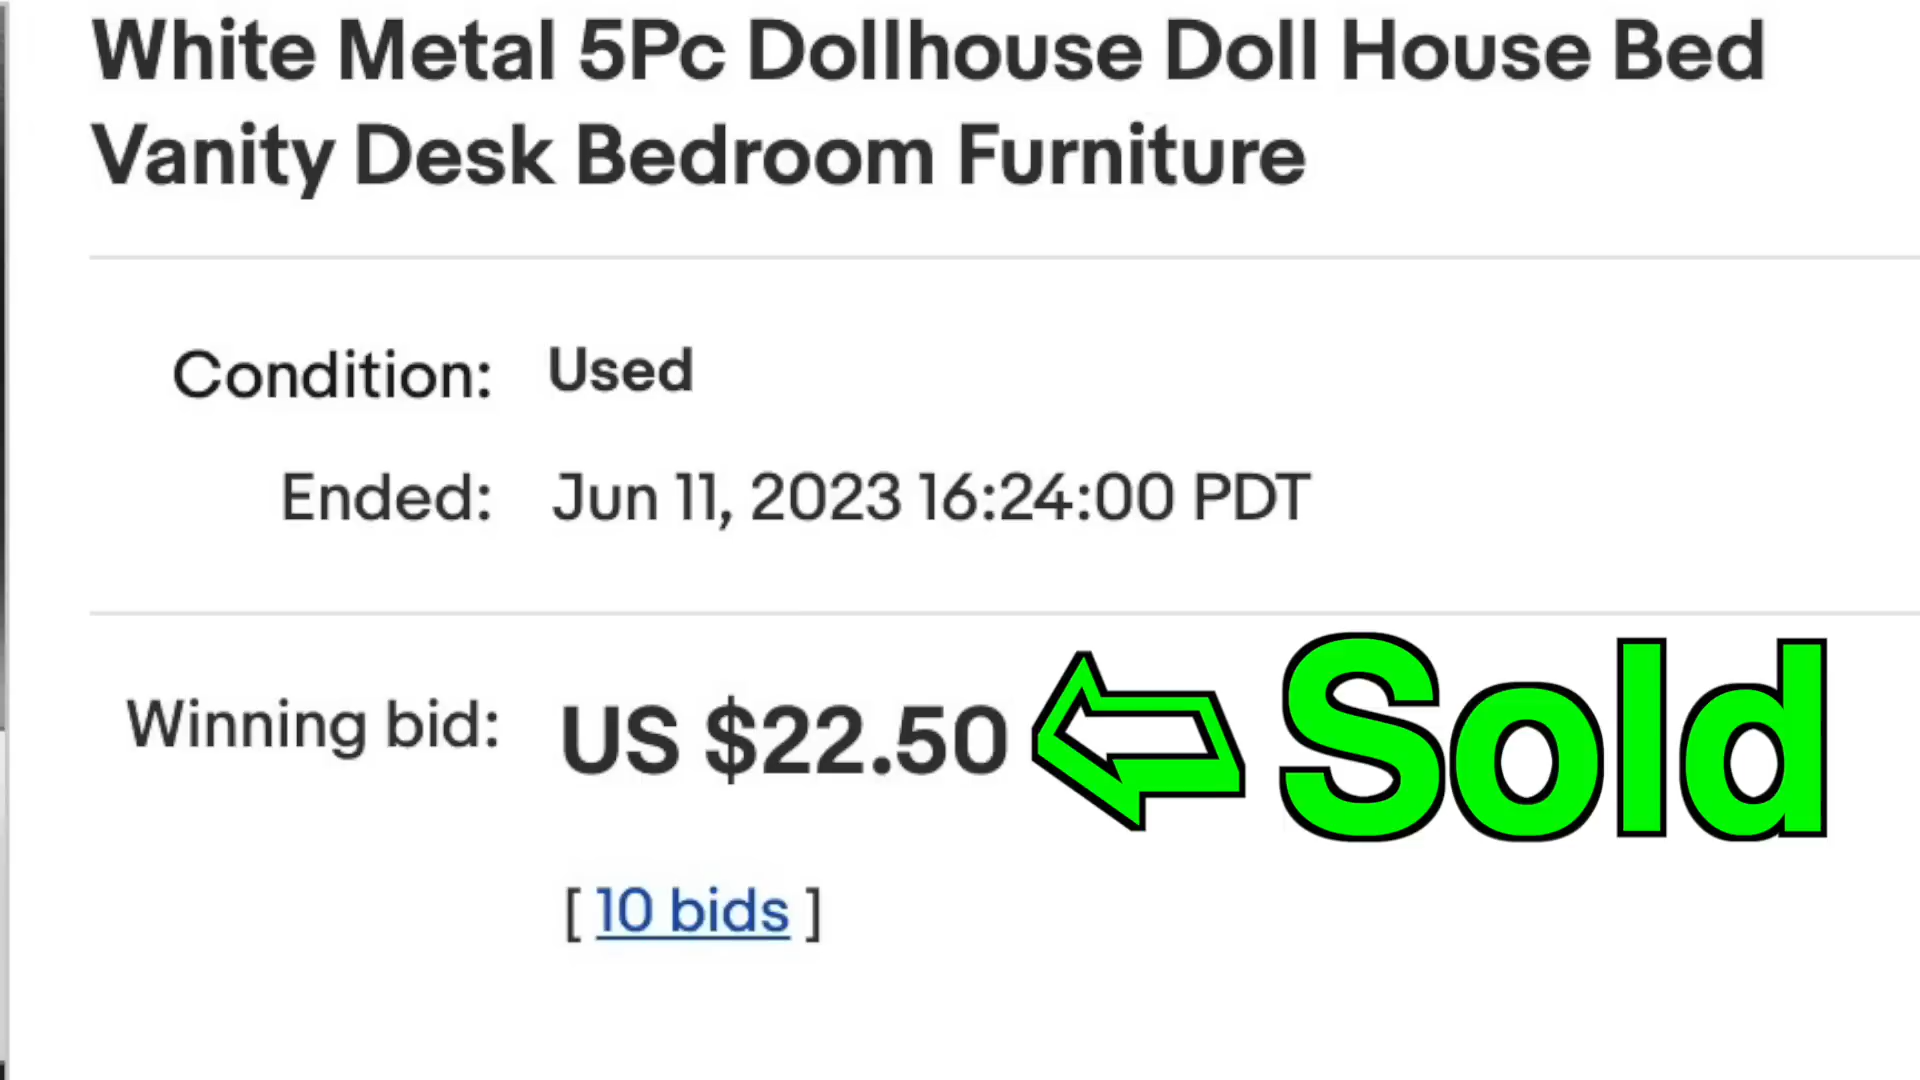 White Metal 5Pc Dollhouse Doll House Bed
Vanity Desk Bedroom Furniture
Condition: Used
Ended: Jun 11, 2023 16:24:00 PDT
Winning bid: US $22.50 Sold
[ 10 bids ]